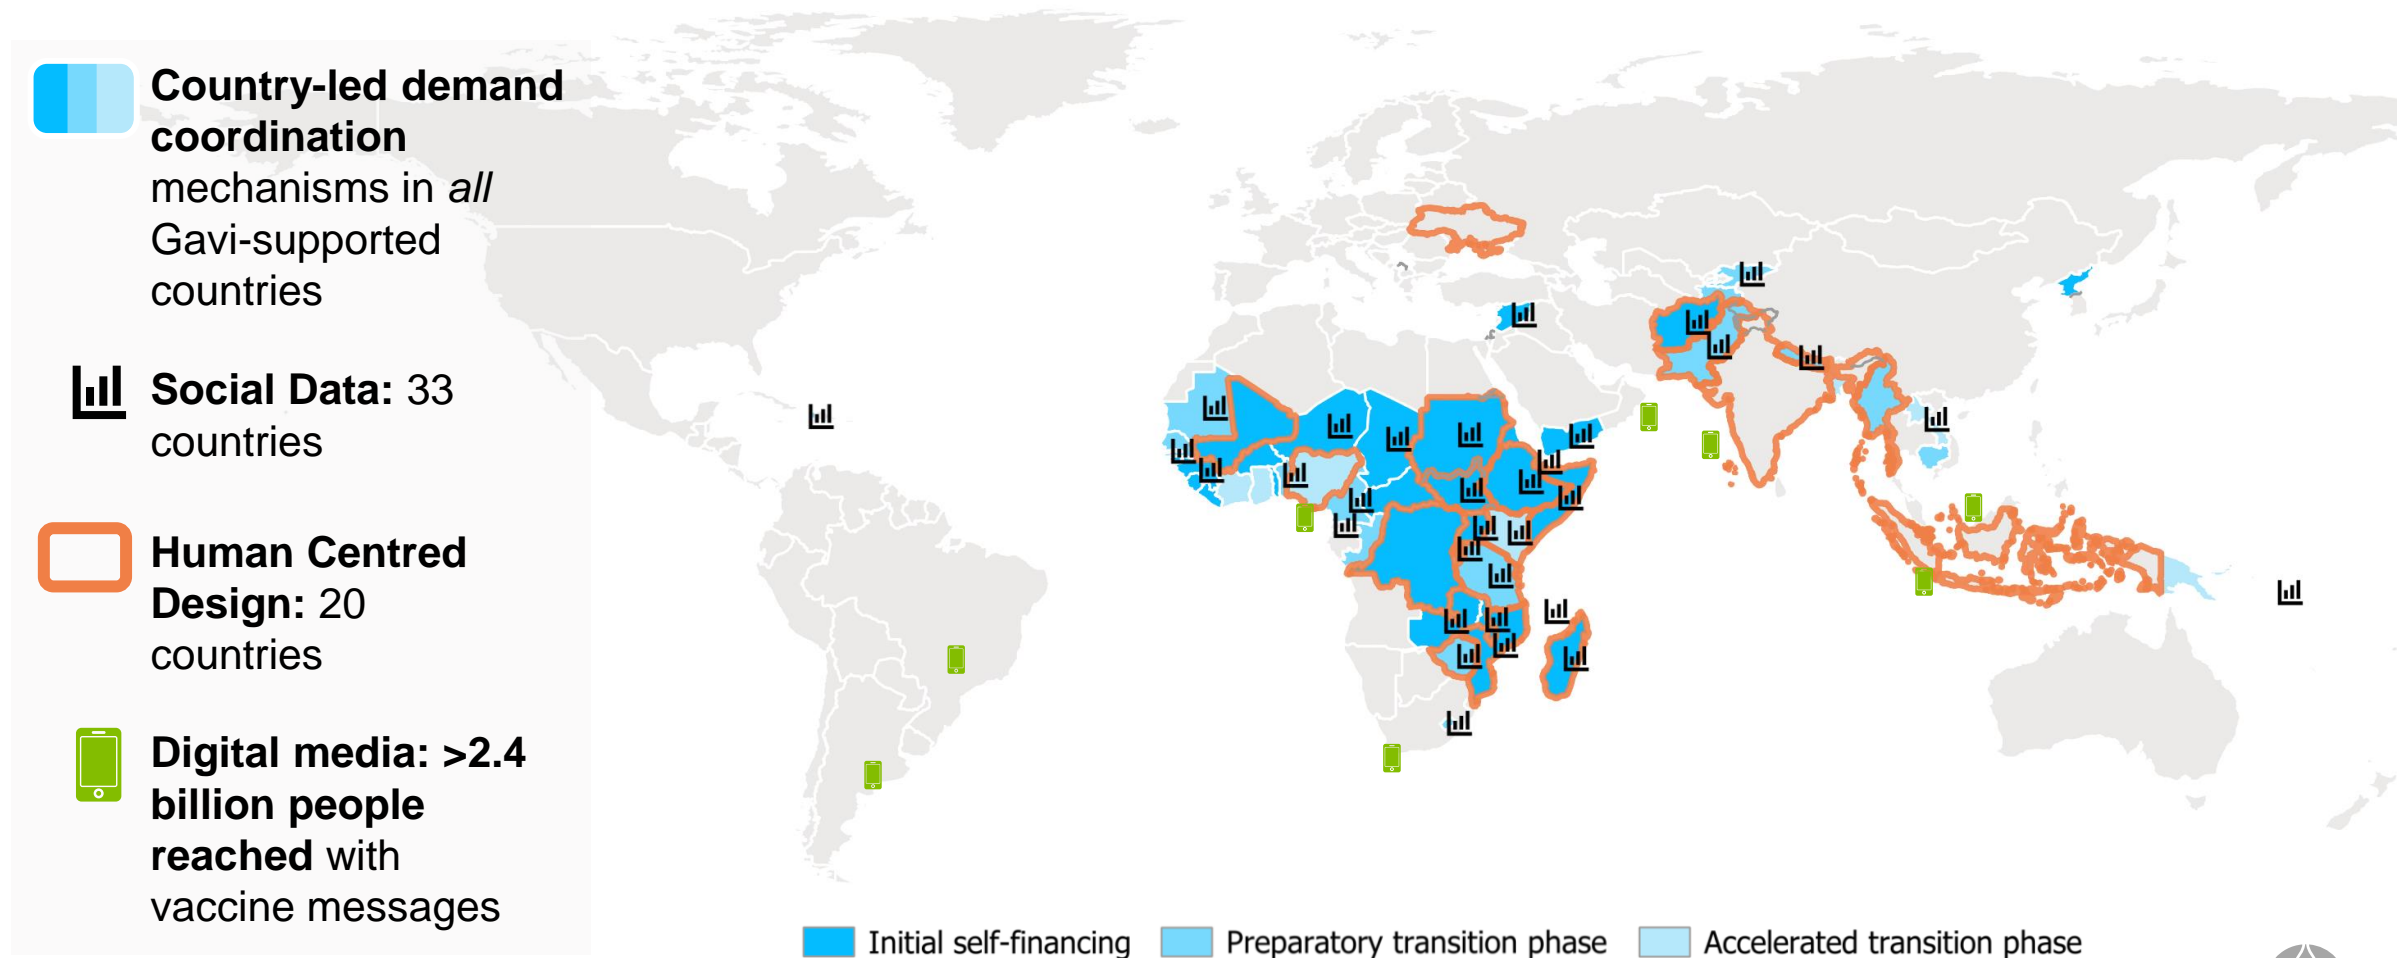 Country-led demand
coordination
mechanisms in all
Gavi-supported
countries
Social Data: 33
countries
Human Centred
Design: 20
countries
Digital media: >2.4
billion people
reached with
vaccine messages
Initial self-financing
Preparatory transition phase
Accelerated transition phase